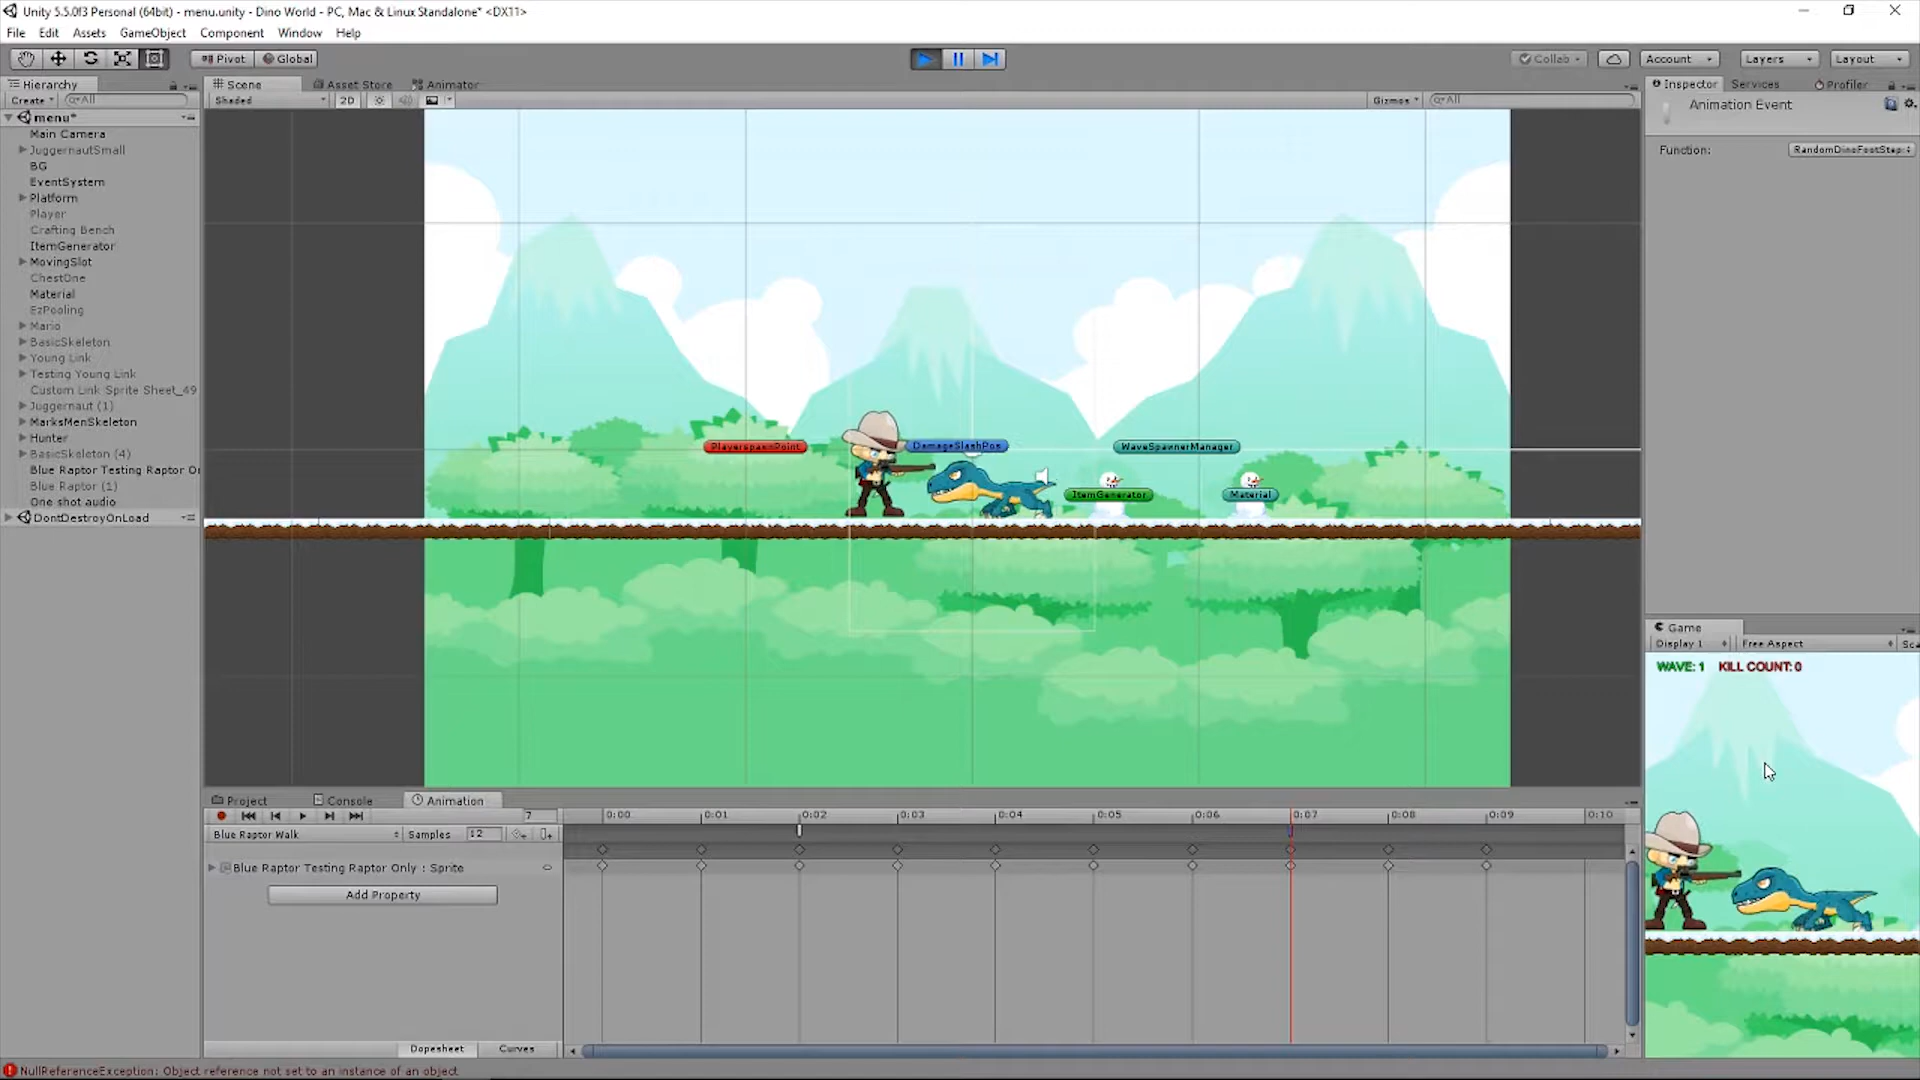 Unity 5.5.0f3 Personal (64bit) - menu.unity - Dino World - PC, Mac & Linux Standalone* <DX11>
File Edit Assets GameObject Component Window Help
Pivot Global Collab Account Layers Layout
Hierarchy
Create All
menu*
Main Camera
JuggernautSmall
BG
EventSystem
Platform
Player
Crafting Bench
ItemGenerator
MovingSlot
ChestOne
Material
EzPooling
Mario
BasicSkeleton
Young Link
Testing Young Link
Custom Link Sprite Sheet_49
Juggernaut (1)
MarksMenSkeleton
Hunter
BasicSkeleton (4)
Blue Raptor Testing Raptor Or
Blue Raptor (1)
One shot audio
DontDestroyOnLoad
Scene Asset Store Animator
Shaded 2D Gizmos All
PlayerspawnPoint DamageSlashPos WaveSpawnerManager
ItemGenerator Material
Inspector Services Profiler
Animation Event
Function: RandomDinoFootStep
Game
Display 1 Free Aspect Sca
WAVE: 1 KILL COUNT: 0
Project Console Animation
7 0:00 0:01 0:02 0:03 0:04 0:05 0:06 0:07 0:08 0:09 0:10
Blue Raptor Walk Samples 12
Blue Raptor Testing Raptor Only : Sprite
Add Property
Dopesheet Curves
NullReferenceException: Object reference not set to an instance of an object